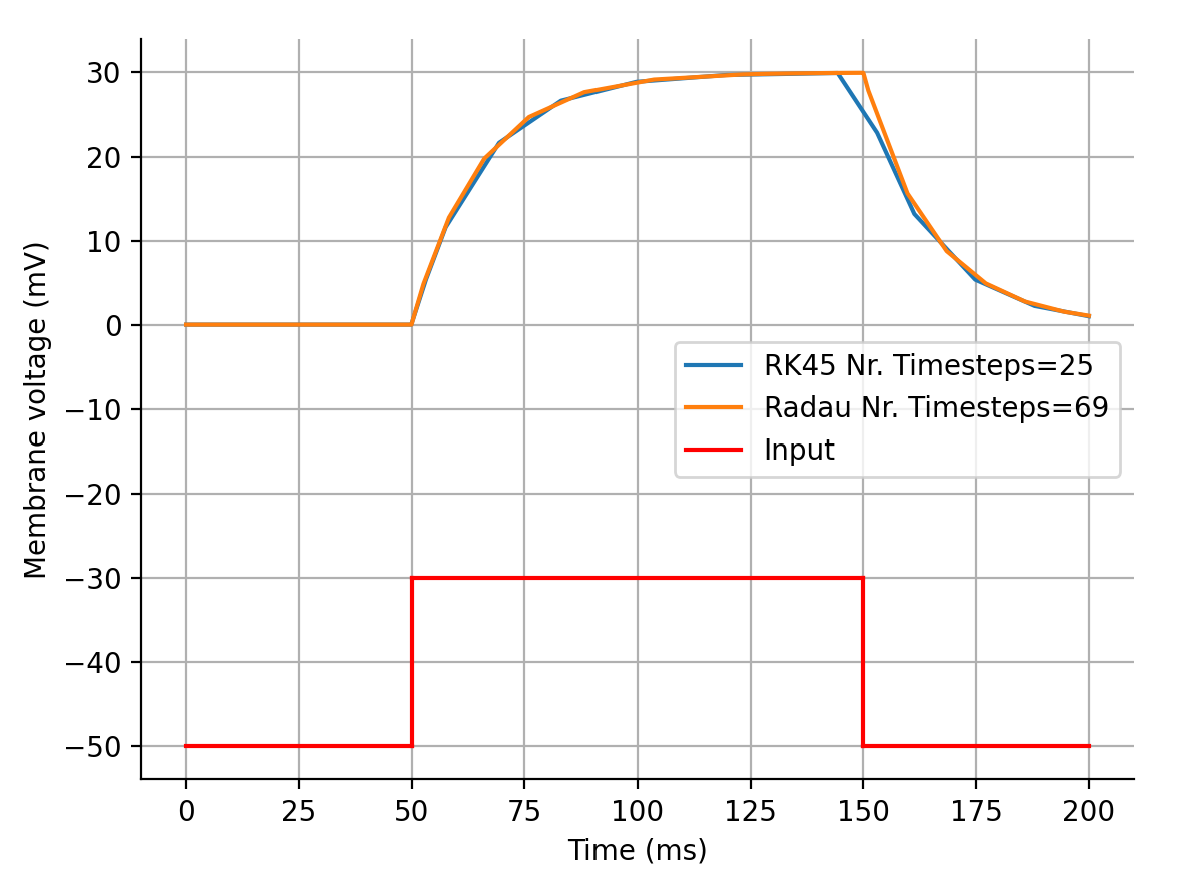 30
20
10
0
−10
−20
−30
−40
−50
Membrane voltage (mV)
RK45 Nr. Timesteps=25
Radau Nr. Timesteps=69
Input
0 25 50 75 100 125 150 175 200
Time (ms)